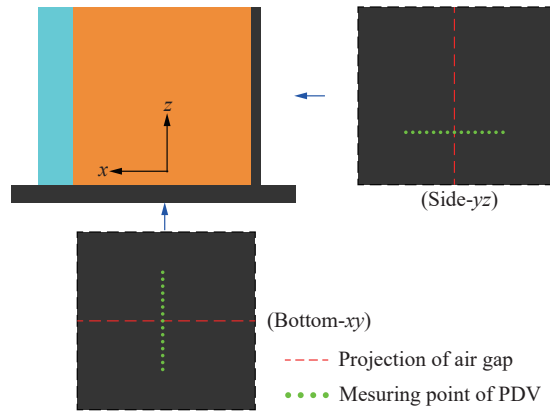 z
x
(Side-yz)
(Bottom-xy)
Projection of air gap
Mesuring point of PDV